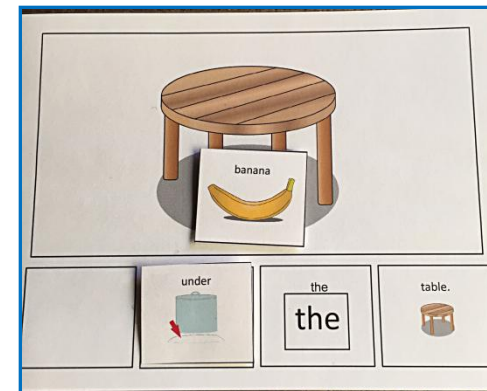 banana
under
the
the
table.